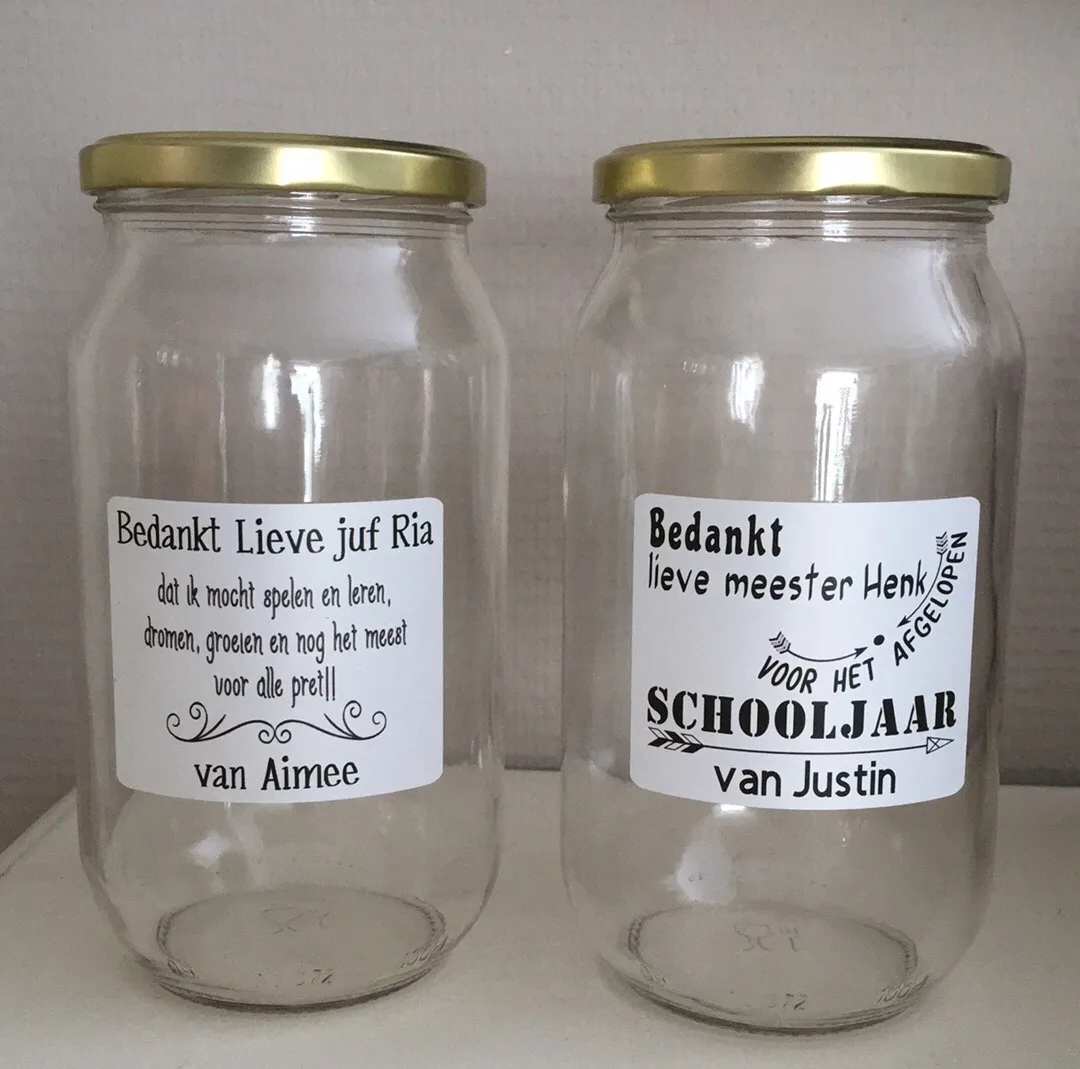 Bedankt Lieve juf Ria
dat ik mocht spelen en leren,
dromen, groeien en nog het meest
voor alle pret!!
van Aimee
Bedankt
lieve meester Henk
VOOR HET AFGELOPEN
SCHOOLJAAR
van Justin